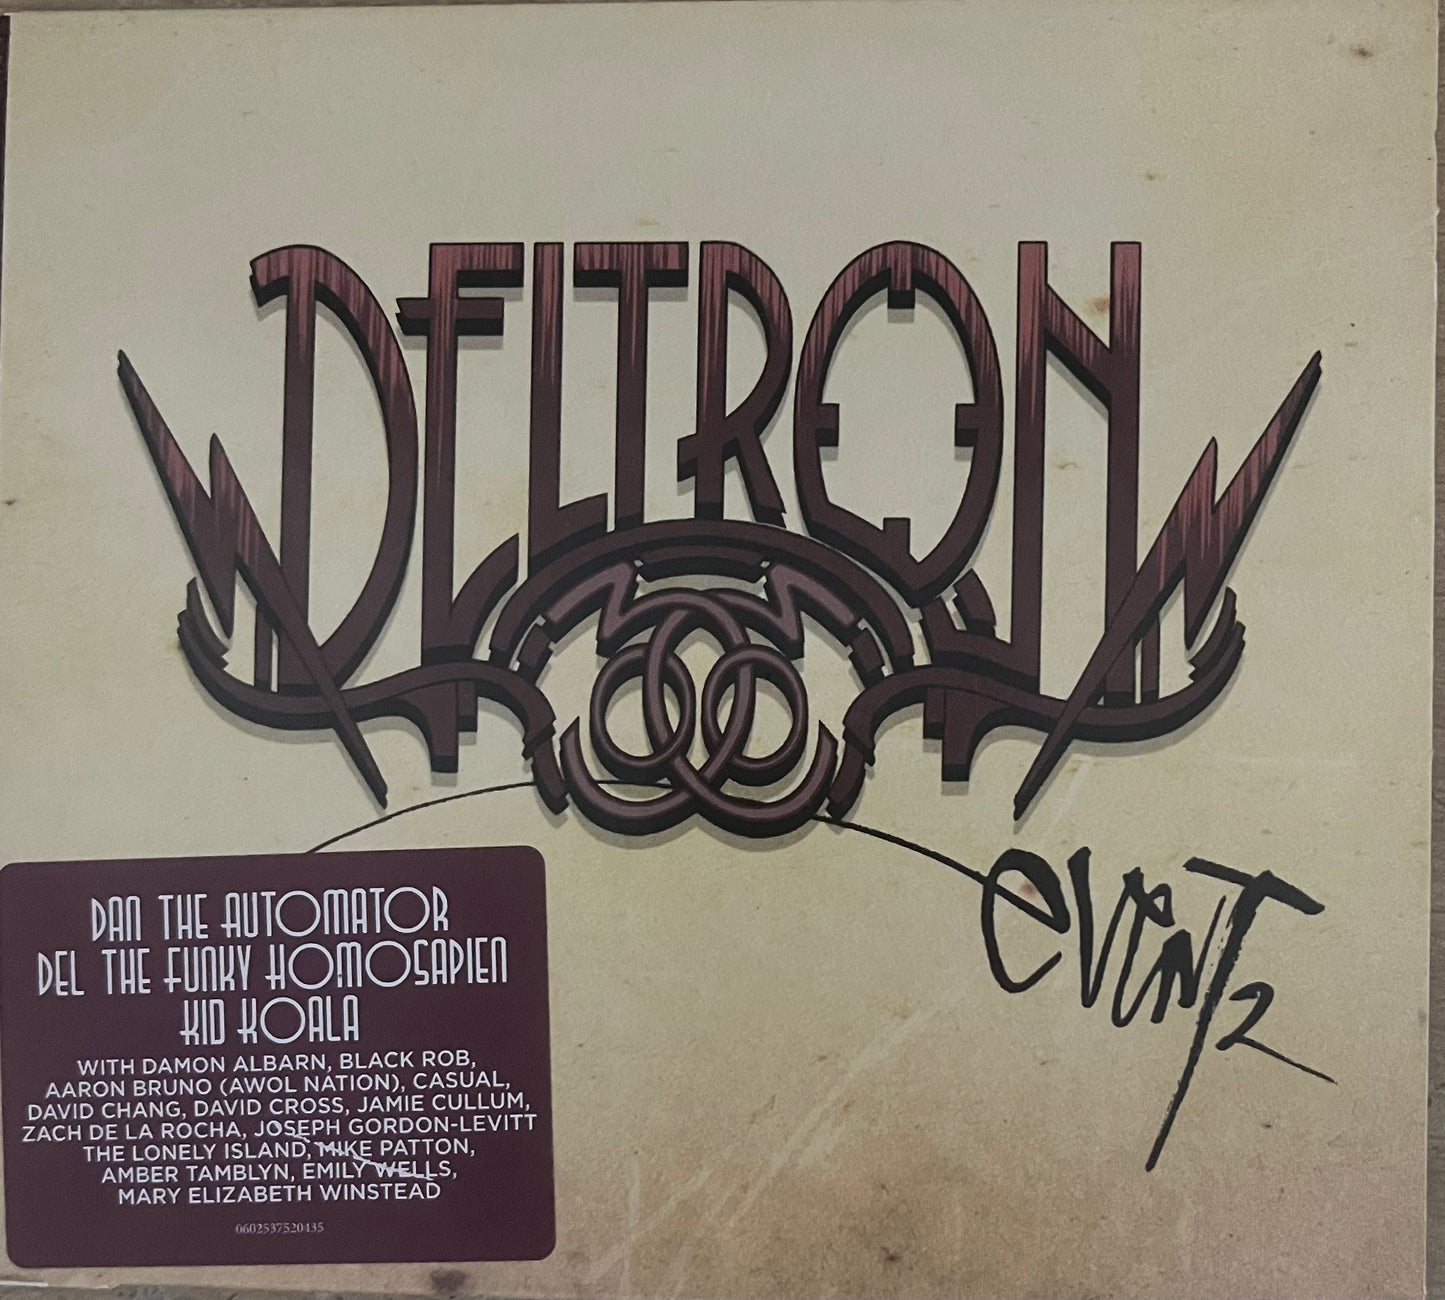 DELTRON
EVENT 2
DAN THE AUTOMATOR
DEL THE FUNKY HOMOSAPIEN
KID KOALA
WITH DAMON ALBARN, BLACK ROB,
AARON BRUNO (AWOL NATION), CASUAL,
DAVID CHANG, DAVID CROSS, JAMIE CULLUM,
ZACH DE LA ROCHA, JOSEPH GORDON-LEVITT
THE LONELY ISLAND, MIKE PATTON,
AMBER TAMBLYN, EMILY WELLS,
MARY ELIZABETH WINSTEAD
0602537520435